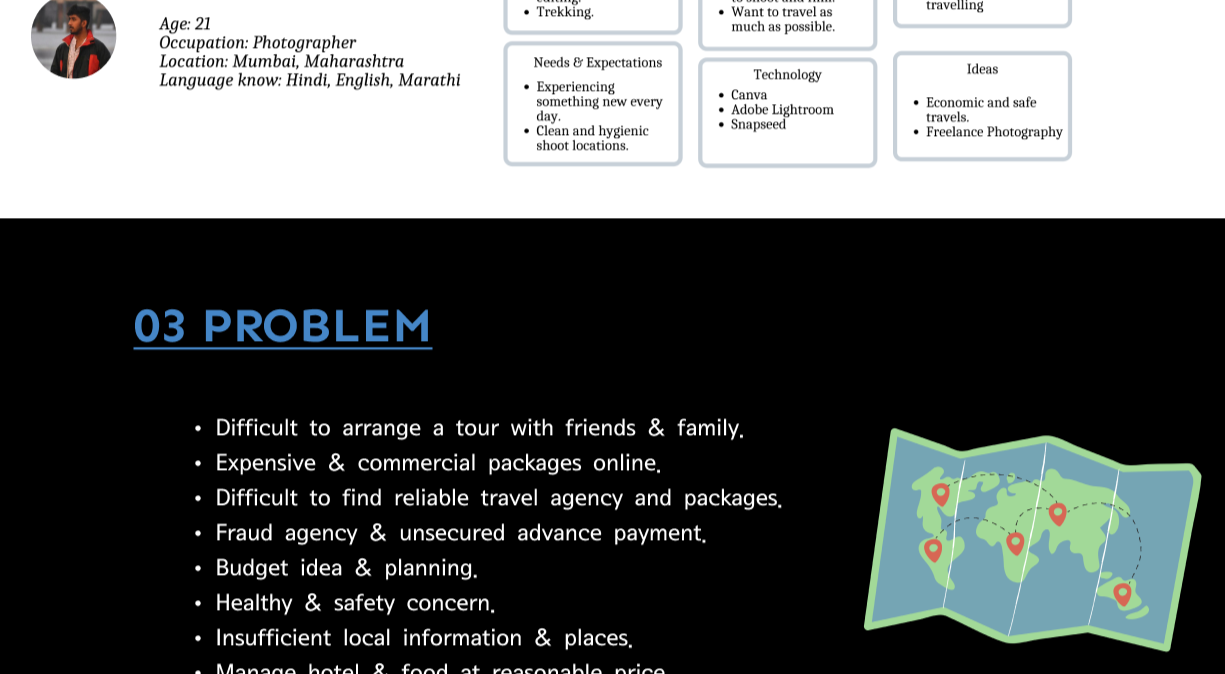 Age: 21
Occupation: Photographer
Location: Mumbai, Maharashtra
Language know: Hindi, English, Marathi
• Trekking.
Needs & Expectations
• Experiencing
something new every
day.
• Clean and hygienic
shoot locations.
• Want to travel as
much as possible.
Technology
• Canva
• Adobe Lightroom
• Snapseed
travelling
Ideas
• Economic and safe
travels.
• Freelance Photography
03 PROBLEM
• Difficult to arrange a tour with friends & family.
• Expensive & commercial packages online.
• Difficult to find reliable travel agency and packages.
• Fraud agency & unsecured advance payment.
• Budget idea & planning.
• Healthy & safety concern.
• Insufficient local information & places.
• Manage hotel & food at reasonable price